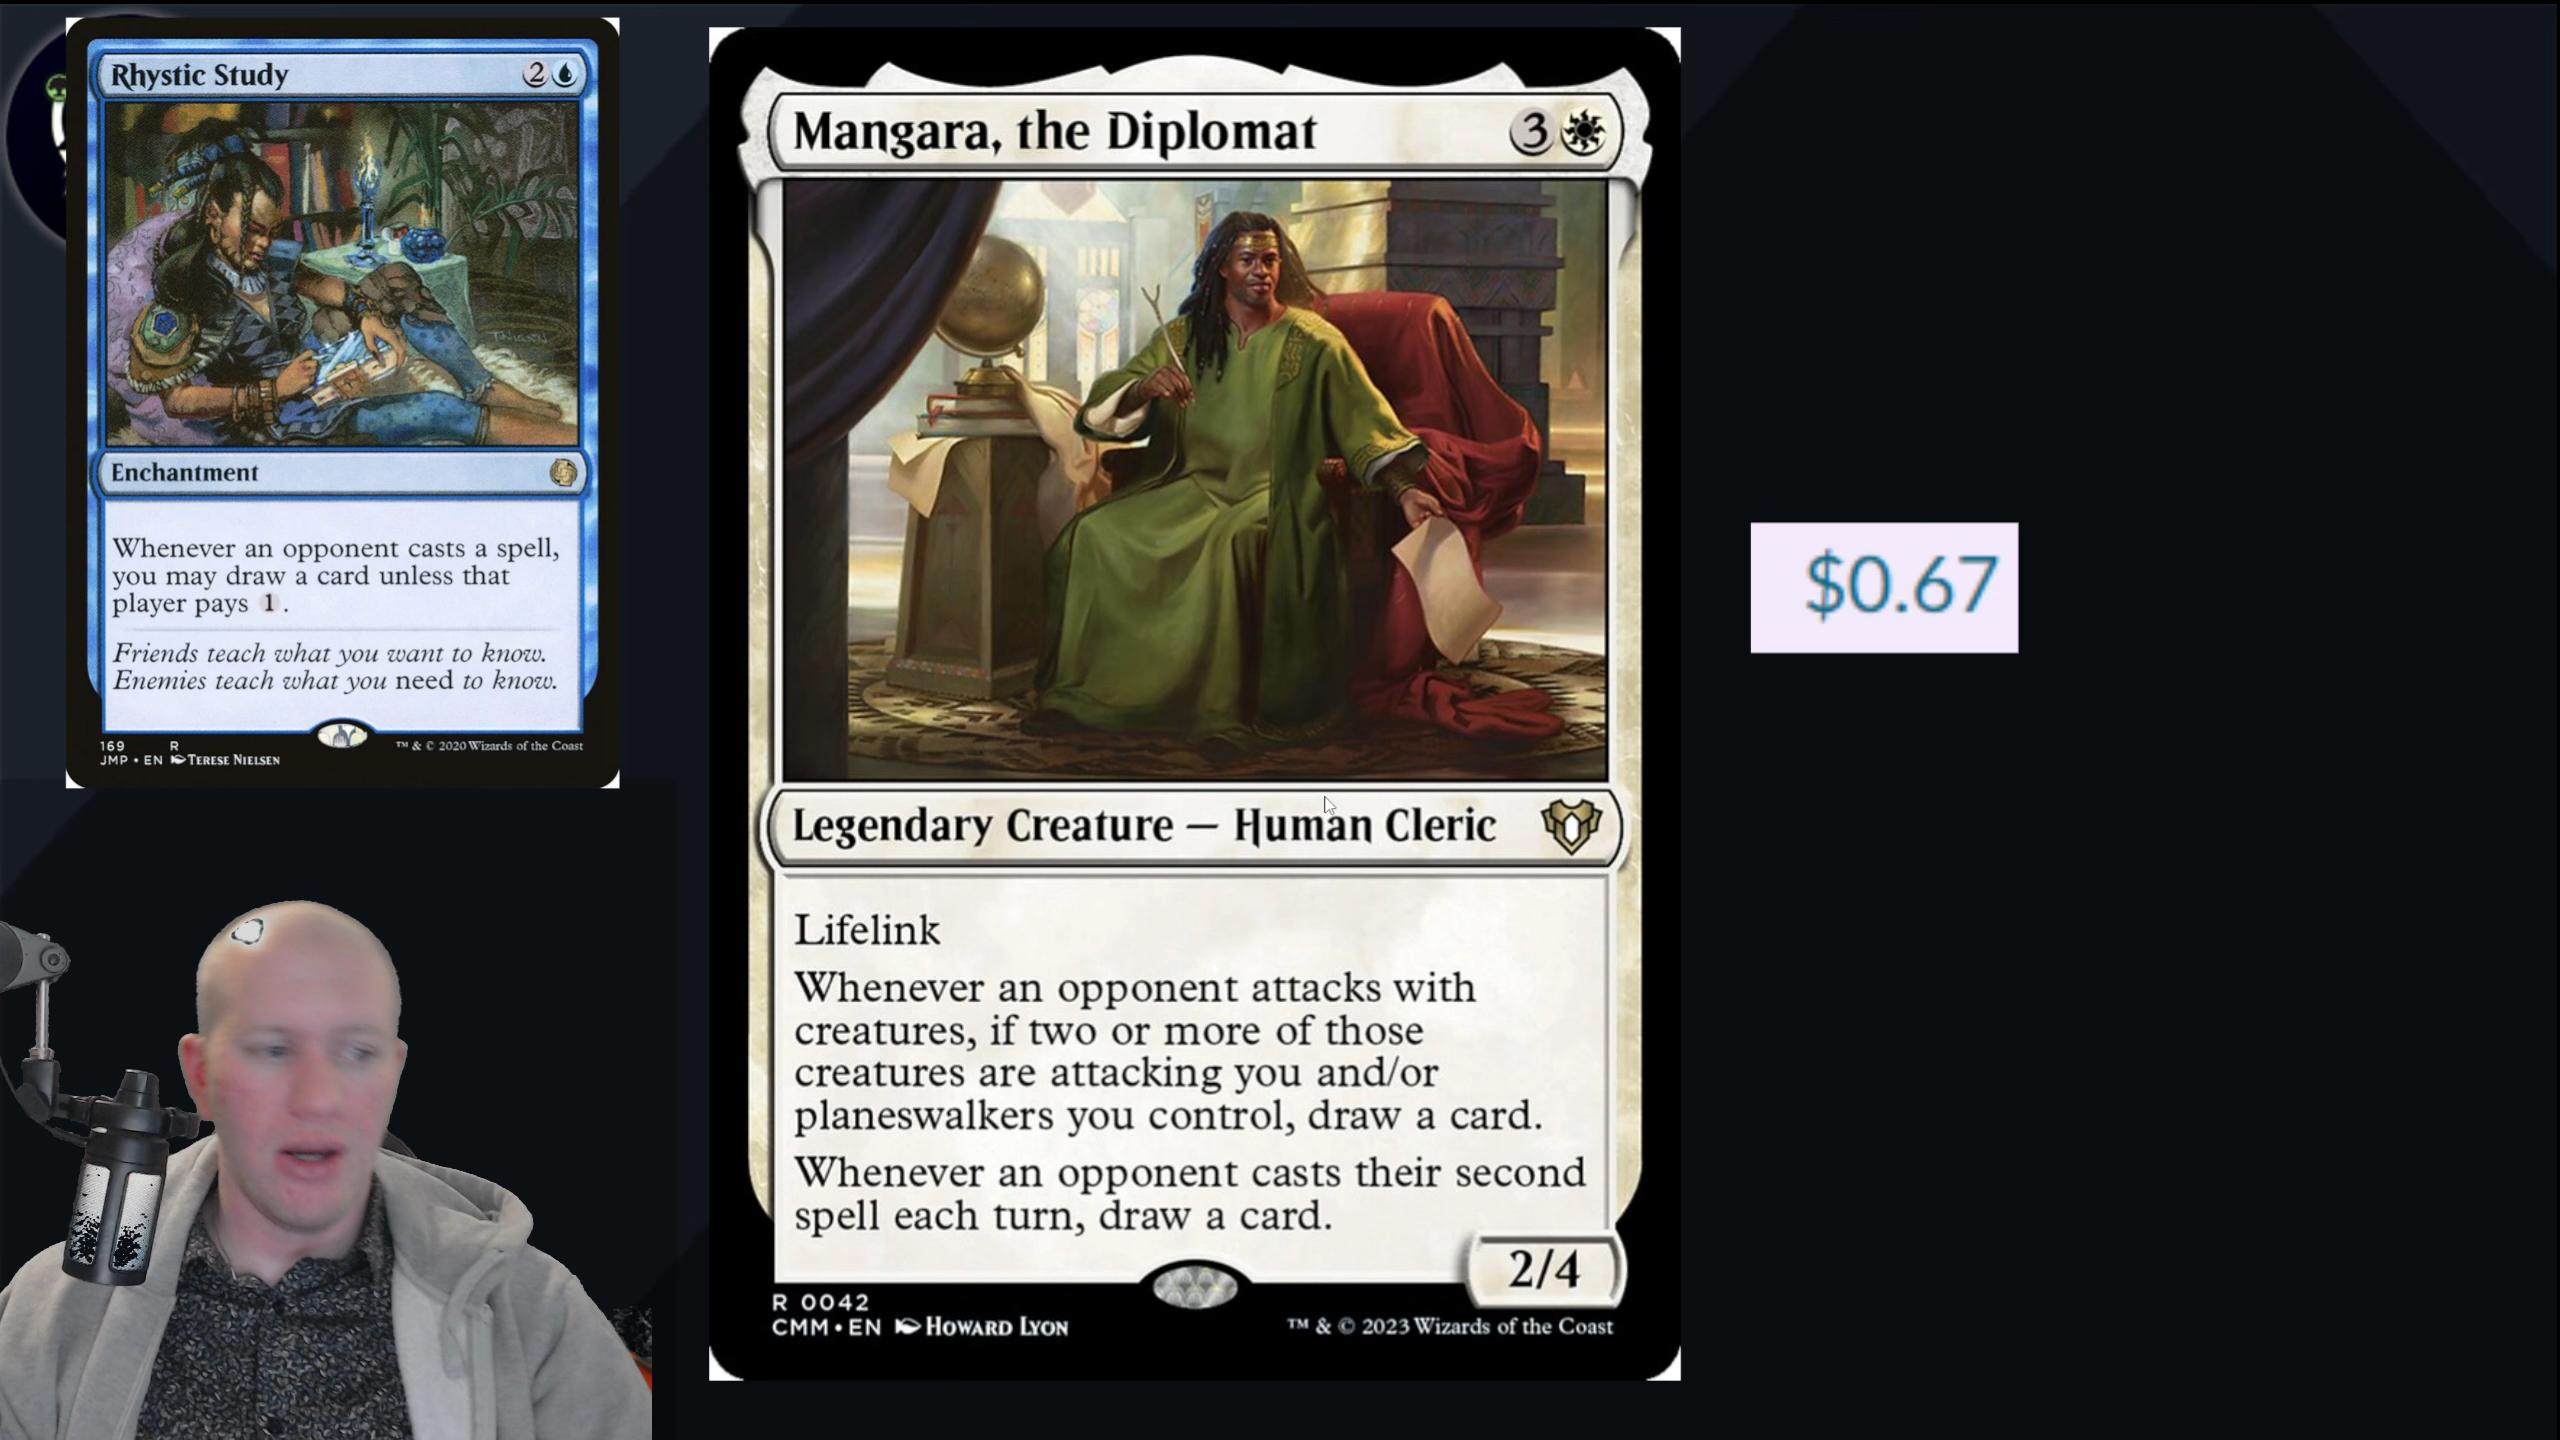 Rhystic Study 2
Enchantment
Whenever an opponent casts a spell,
you may draw a card unless that
player pays 1.
Friends teach what you want to know.
Enemies teach what you need to know.
169 R
JMP • EN TERESE NIELSEN
™ & © 2020 Wizards of the Coast
Mangara, the Diplomat 3
Legendary Creature — Human Cleric
Lifelink
Whenever an opponent attacks with
creatures, if two or more of those
creatures are attacking you and/or
planeswalkers you control, draw a card.
Whenever an opponent casts their second
spell each turn, draw a card.
2/4
R 0042
CMM • EN HOWARD LYON
™ & © 2023 Wizards of the Coast
$0.67